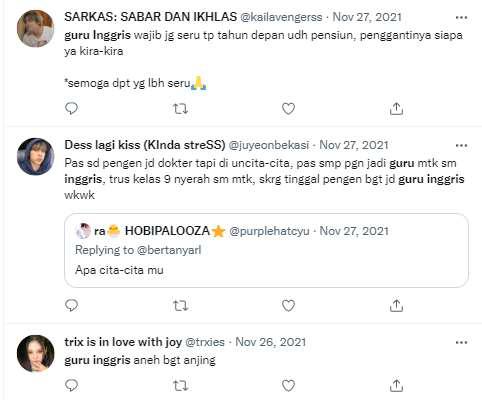 SARKAS: SABAR DAN IKHLAS @kailavengerss · Nov 27, 2021
guru Inggris wajib jg seru tp tahun depan udh pensiun, penggantinya siapa
ya kira-kira
*semoga dpt yg lbh seru🙏
Dess lagi kiss (KInda streSS) @juyeonbekasi · Nov 27, 2021
Pas sd pengen jd dokter tapi di uncita-cita, pas smp pgn jadi guru mtk sm
inggris, trus kelas 9 nyerah sm mtk, skrg tinggal pengen bgt jd guru inggris
wkwk
ra🐣 HOBIPALOOZA⭐ @purplehatcyu · Nov 27, 2021
Replying to @bertanyarl
Apa cita-cita mu
trix is in love with joy @trxies · Nov 26, 2021
guru inggris aneh bgt anjing